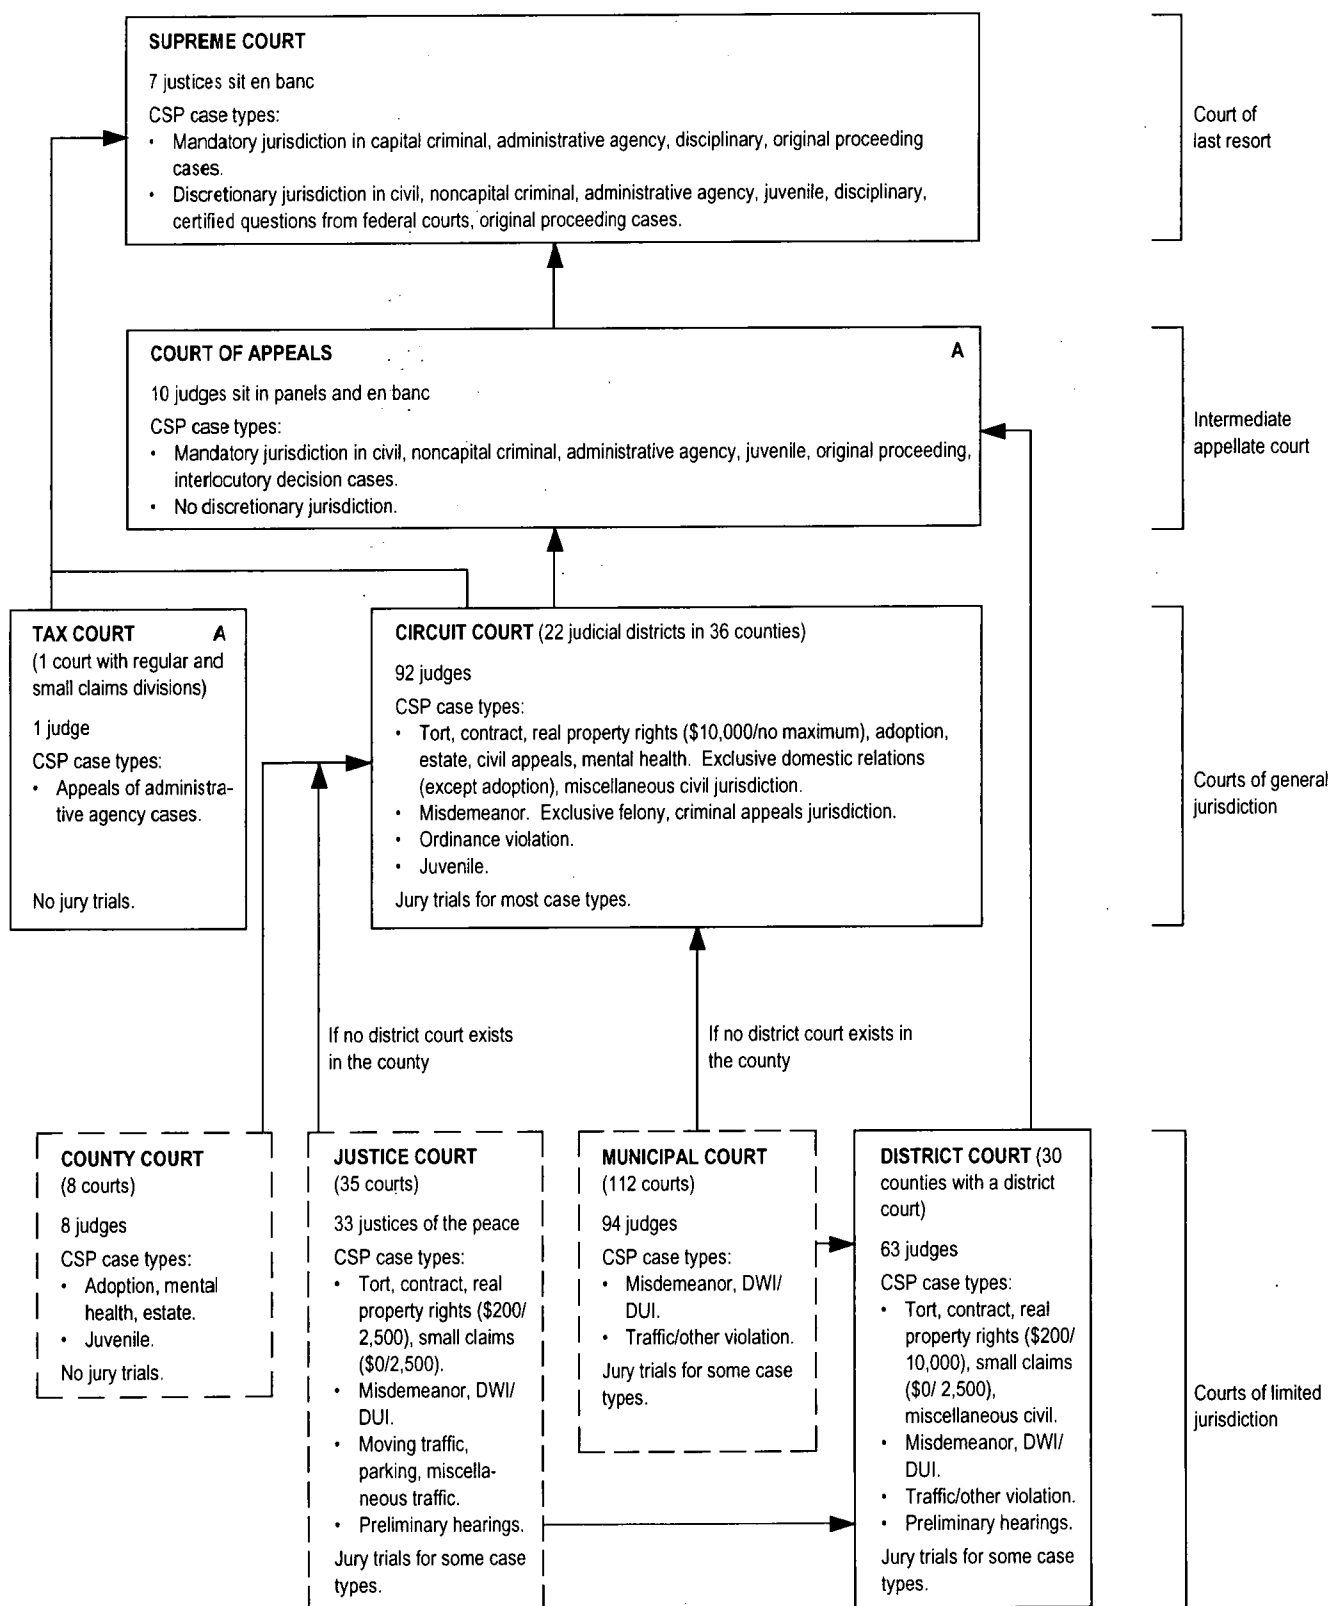 SUPREME COURT
7 justices sit en banc
CSP case types:
• Mandatory jurisdiction in capital criminal, administrative agency, disciplinary, original proceeding
cases.
• Discretionary jurisdiction in civil, noncapital criminal, administrative agency, juvenile, disciplinary,
certified questions from federal courts, original proceeding cases.
Court of
last resort
COURT OF APPEALS A
10 judges sit in panels and en banc
CSP case types:
• Mandatory jurisdiction in civil, noncapital criminal, administrative agency, juvenile, original proceeding,
interlocutory decision cases.
• No discretionary jurisdiction.
Intermediate
appellate court
TAX COURT A
(1 court with regular and
small claims divisions)
1 judge
CSP case types:
• Appeals of administra-
tive agency cases.
No jury trials.
CIRCUIT COURT (22 judicial districts in 36 counties)
92 judges
CSP case types:
• Tort, contract, real property rights ($10,000/no maximum), adoption,
estate, civil appeals, mental health. Exclusive domestic relations
(except adoption), miscellaneous civil jurisdiction.
• Misdemeanor. Exclusive felony, criminal appeals jurisdiction.
• Ordinance violation.
• Juvenile.
Jury trials for most case types.
Courts of general
jurisdiction
If no district court exists
in the county
If no district court exists in
the county
COUNTY COURT
(8 courts)
8 judges
CSP case types:
• Adoption, mental
health, estate.
• Juvenile.
No jury trials.
JUSTICE COURT
(35 courts)
33 justices of the peace
CSP case types:
• Tort, contract, real
property rights ($200/
2,500), small claims
($0/2,500).
• Misdemeanor, DWI/
DUI.
• Moving traffic,
parking, miscella-
neous traffic.
• Preliminary hearings.
Jury trials for some case
types.
MUNICIPAL COURT
(112 courts)
94 judges
CSP case types:
• Misdemeanor, DWI/
DUI.
• Traffic/other violation.
Jury trials for some case
types.
DISTRICT COURT (30
counties with a district
court)
63 judges
CSP case types:
• Tort, contract, real
property rights ($200/
10,000), small claims
($0/ 2,500),
miscellaneous civil.
• Misdemeanor, DWI/
DUI.
• Traffic/other violation.
• Preliminary hearings.
Jury trials for some case
types.
Courts of limited
jurisdiction